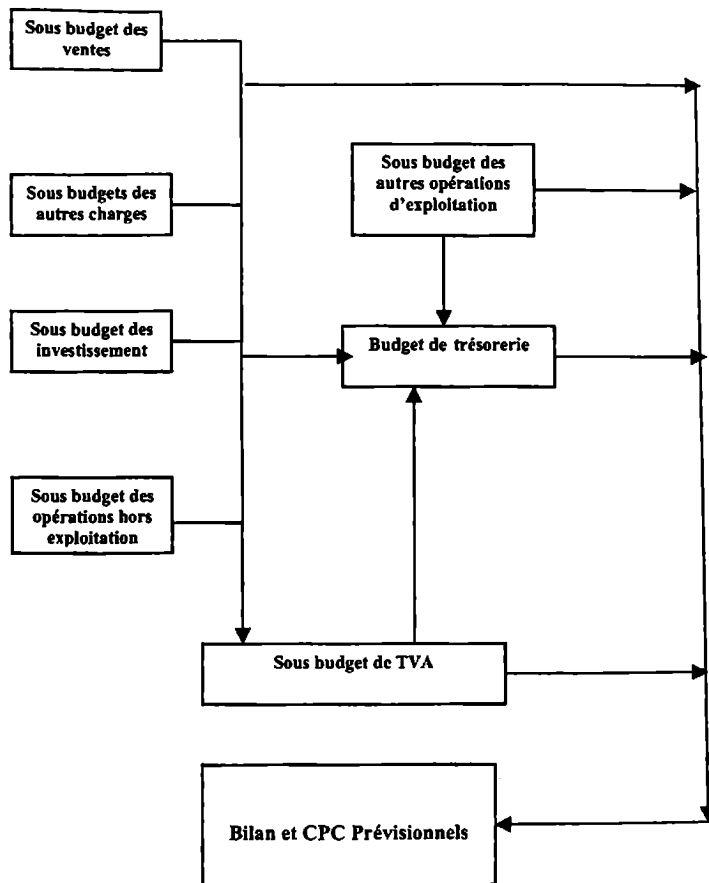 Sous budget des
ventes
Sous budgets des
autres charges
Sous budget des
autres opérations
d'exploitation
Sous budget des
investissement
Budget de trésorerie
Sous budget des
opérations hors
exploitation
Sous budget de TVA
Bilan et CPC Prévisionnels